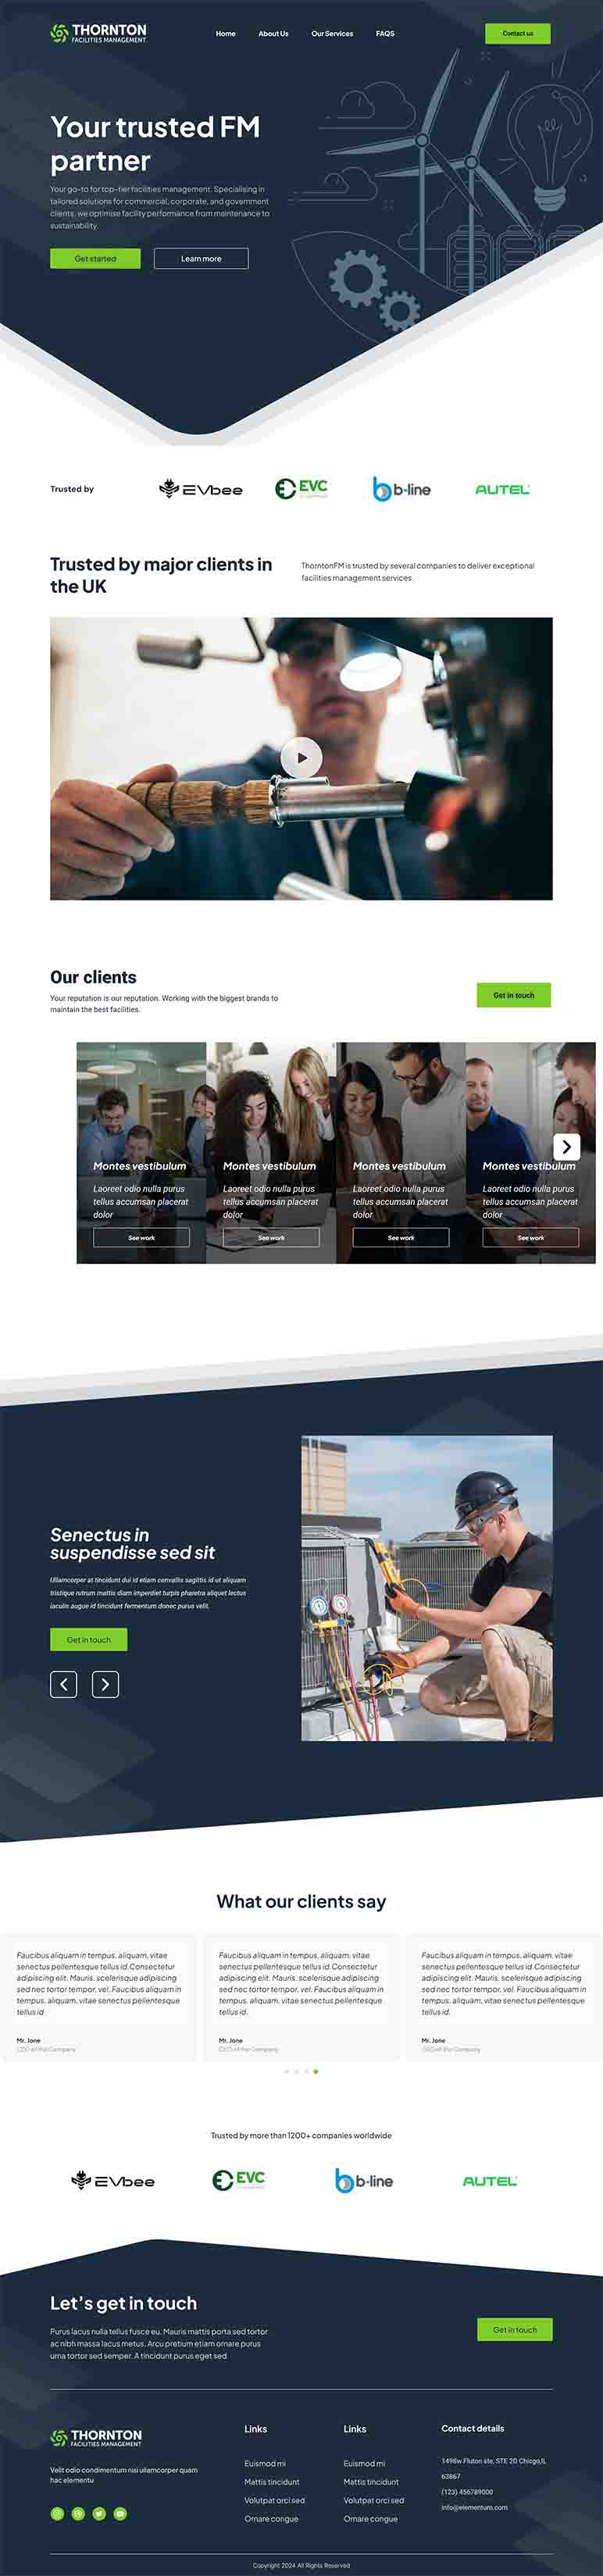 THORNTON
FACILITIES MANAGEMENT
Home About Us Our Services FAQS Contact us
Your trusted FM
partner
Your go-to for top-tier facilities management. Specialising in
tailored solutions for commercial, corporate, and government
clients, we optimise facility performance from maintenance to
sustainability.
Get started Learn more
Trusted by EVbee EVC b-line AUTEL
Trusted by major clients in
the UK
ThorntonFM is trusted by several companies to deliver exceptional
facilities management services.
Our clients
Your reputation is our reputation. Working with the biggest brands to
maintain the best facilities.
Get in touch
Montes vestibulum
Laoreet odio nulla purus
tellus accumsan placerat
dolor
See work
Montes vestibulum
Laoreet odio nulla purus
tellus accumsan placerat
dolor
See work
Montes vestibulum
Laoreet odio nulla purus
tellus accumsan placerat
dolor
See work
Montes vestibulum
Laoreet odio nulla purus
tellus accumsan placerat
dolor
See work
Senectus in
suspendisse sed sit
Ullamcorper at tincidunt dui id etiam convallis sagittis id ut aliquam
tristique rutrum mattis diam imperdiet turpis pharetra aliquet lectus
iaculis augue id tincidunt fermentum donec purus velit.
Get in touch
What our clients say
Faucibus aliquam in tempus, aliquam, vitae
senectus pellentesque tellus id.Consectetur
adipiscing elit. Mauris, scelerisque adipiscing
sed nec tortor tempor, vel. Faucibus aliquam in
tempus, aliquam, vitae senectus pellentesque
tellus id.
Mr. Jone
CEO of the Company
Faucibus aliquam in tempus, aliquam, vitae
senectus pellentesque tellus id.Consectetur
adipiscing elit. Mauris, scelerisque adipiscing
sed nec tortor tempor, vel. Faucibus aliquam in
tempus, aliquam, vitae senectus pellentesque
tellus id.
Mr. Jone
CEO of the Company
Faucibus aliquam in tempus, aliquam, vitae
senectus pellentesque tellus id.Consectetur
adipiscing elit. Mauris, scelerisque adipiscing
sed nec tortor tempor, vel. Faucibus aliquam in
tempus, aliquam, vitae senectus pellentesque
tellus id.
Mr. Jone
CEO of the Company
Trusted by more than 1200+ companies worldwide
EVbee EVC b-line AUTEL
Let's get in touch
Purus lacus nulla tellus fusce eu. Mauris mattis porta sed tortor
ac nibh massa lacus metus. Arcu pretium etiam ornare purus
urna tortor sed semper. A tincidunt purus eget sed
Get in touch
THORNTON
FACILITIES MANAGEMENT
Velit odio condimentum nisi ullamcorper quam
hac elementu
Links
Euismod mi
Mattis tincidunt
Volutpat orci sed
Ornare congue
Links
Euismod mi
Mattis tincidunt
Volutpat orci sed
Ornare congue
Contact details
1498w Fluton ste, STE 2D Chicgo,IL
63867
(123) 456789000
info@elementum.com
Copyright 2024 All Rights Reserved